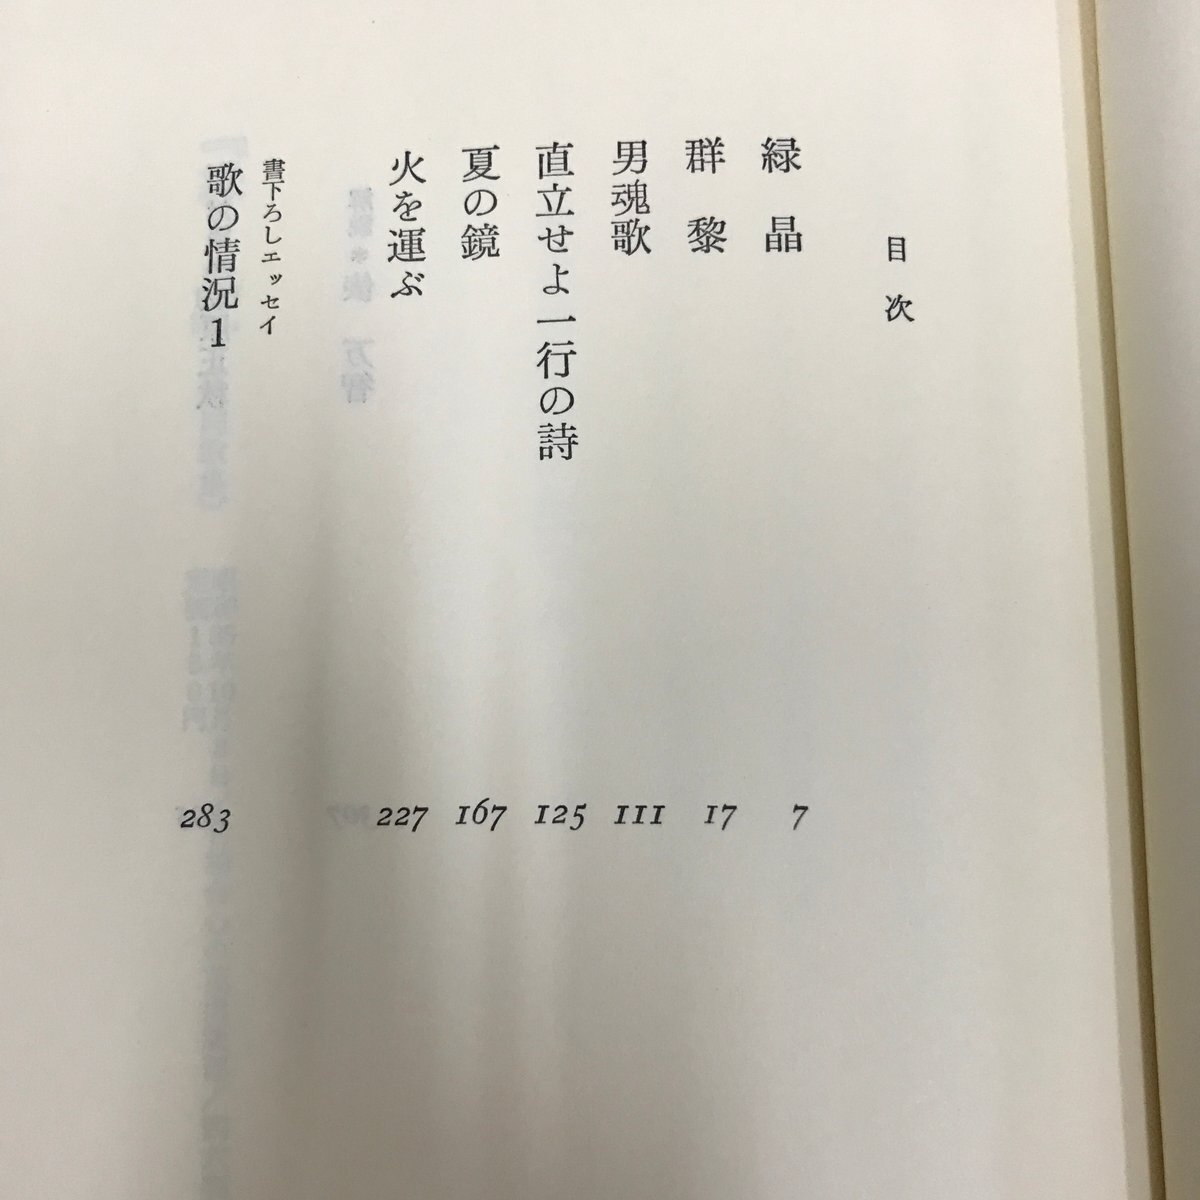 目次
緑晶 7
群黎 17
男魂歌 111
直立せよ一行の詩 125
夏の鏡 167
火を運ぶ 227
書下ろしエッセイ
歌の情況1 283